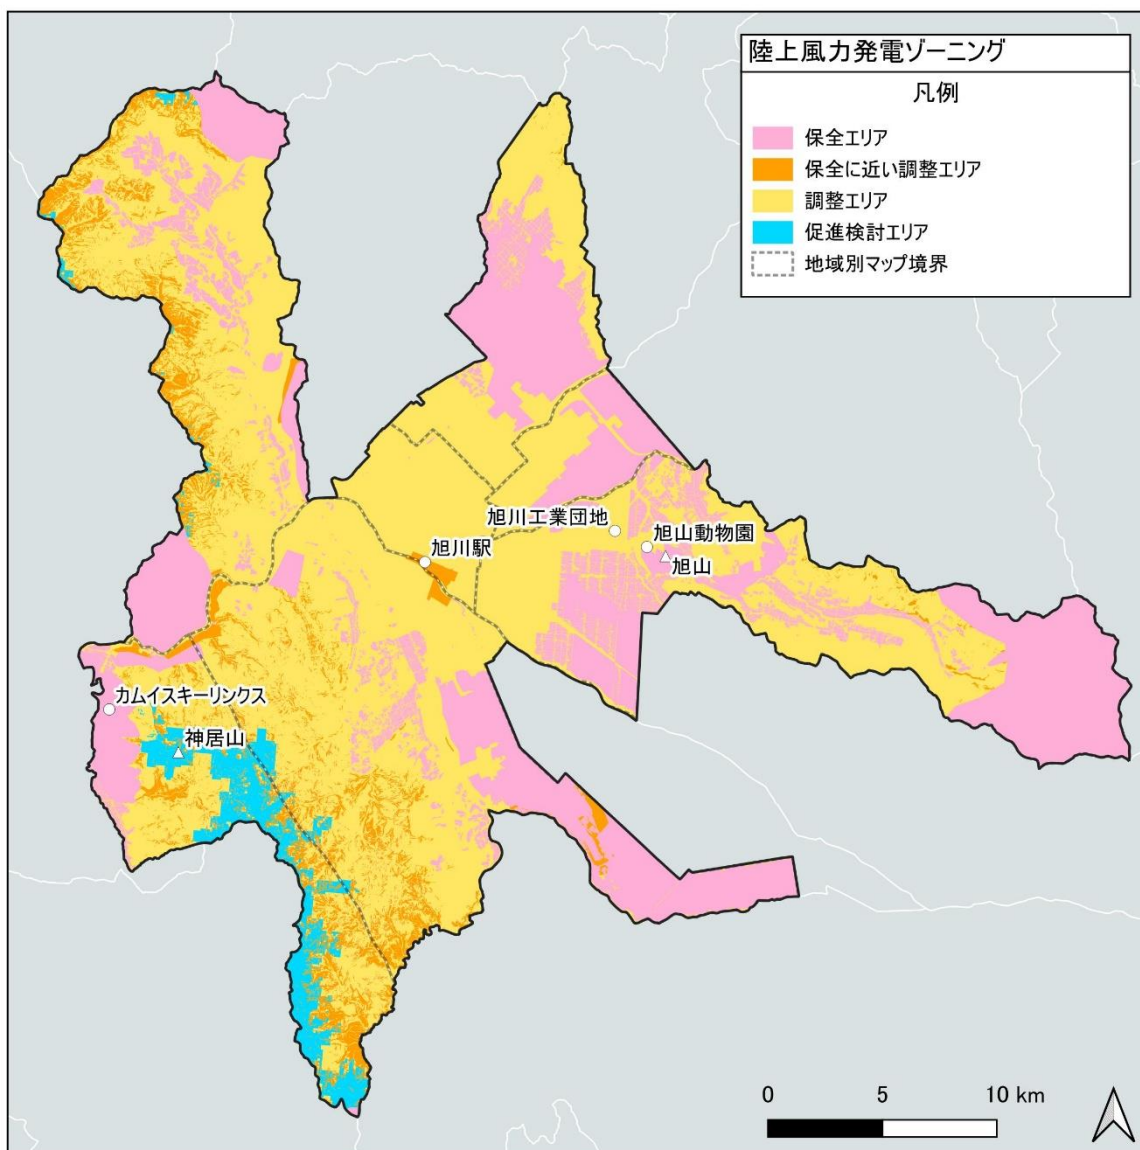 陸上風力発電ゾーニング
凡例
保全エリア
保全に近い調整エリア
調整エリア
促進検討エリア
地域別マップ境界
旭川工業団地
旭山動物園
旭川駅
旭山
カムイスキーリンクス
神居山
0 5 10 km